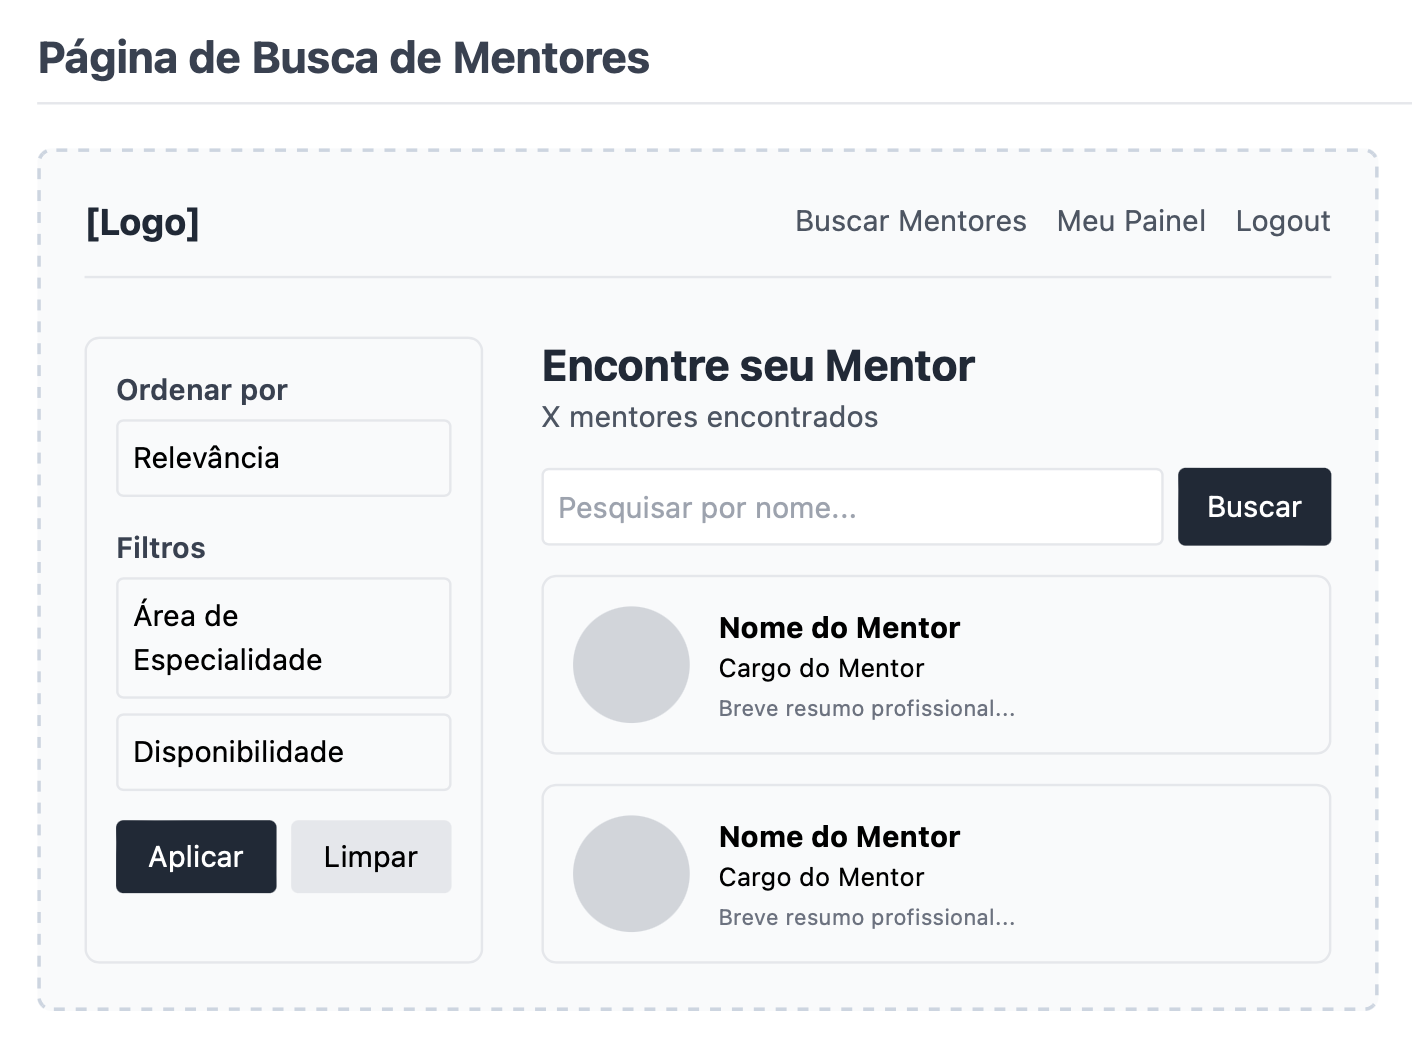 Página de Busca de Mentores
[Logo]
Buscar Mentores
Meu Painel
Logout
Ordenar por
Relevância
Filtros
Área de
Especialidade
Disponibilidade
Aplicar
Limpar
Encontre seu Mentor
X mentores encontrados
Pesquisar por nome...
Buscar
Nome do Mentor
Cargo do Mentor
Breve resumo profissional...
Nome do Mentor
Cargo do Mentor
Breve resumo profissional...